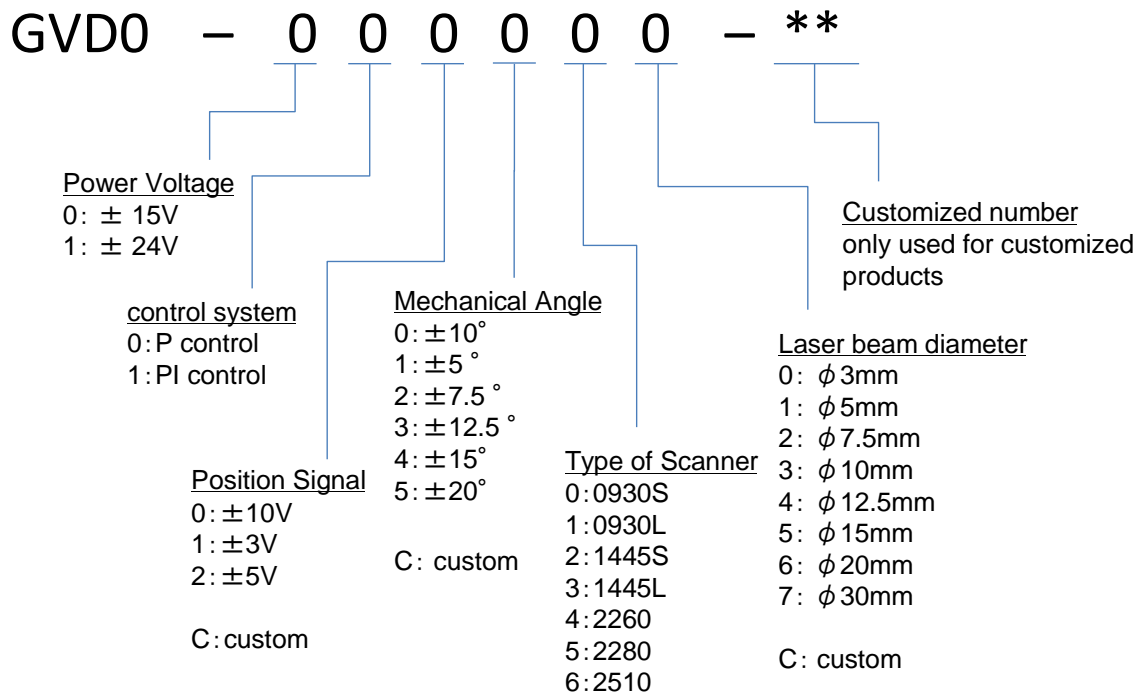 GVD0 － 0 0 0 0 0 0 － **
Power Voltage
0: ± 15V
1: ± 24V
control system
0:P control
1:PI control
Position Signal
0:±10V
1:±3V
2:±5V
C:custom
Mechanical Angle
0:±10°
1:±5 °
2:±7.5 °
3:±12.5 °
4:±15°
5:±20°
C: custom
Type of Scanner
0:0930S
1:0930L
2:1445S
3:1445L
4:2260
5:2280
6:2510
Laser beam diameter
0: φ3mm
1: φ5mm
2: φ7.5mm
3: φ10mm
4: φ12.5mm
5: φ15mm
6: φ20mm
7: φ30mm
C: custom
Customized number
only used for customized
products